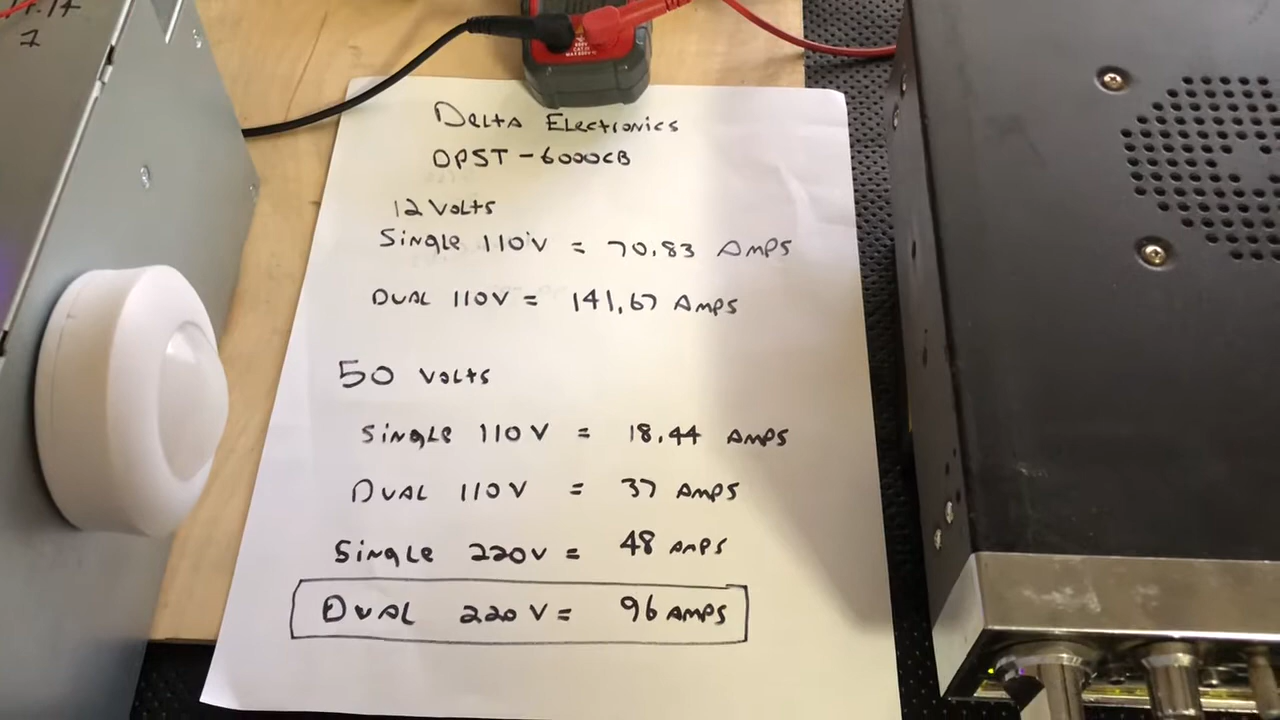 Delta Electronics
DPST-6000CB
12 Volts
Single 110V = 70.83 Amps
Dual 110V = 141.67 Amps
50 Volts
Single 110V = 18.44 Amps
Dual 110V = 37 Amps
Single 220V = 48 Amps
Dual 220V = 96 Amps
7